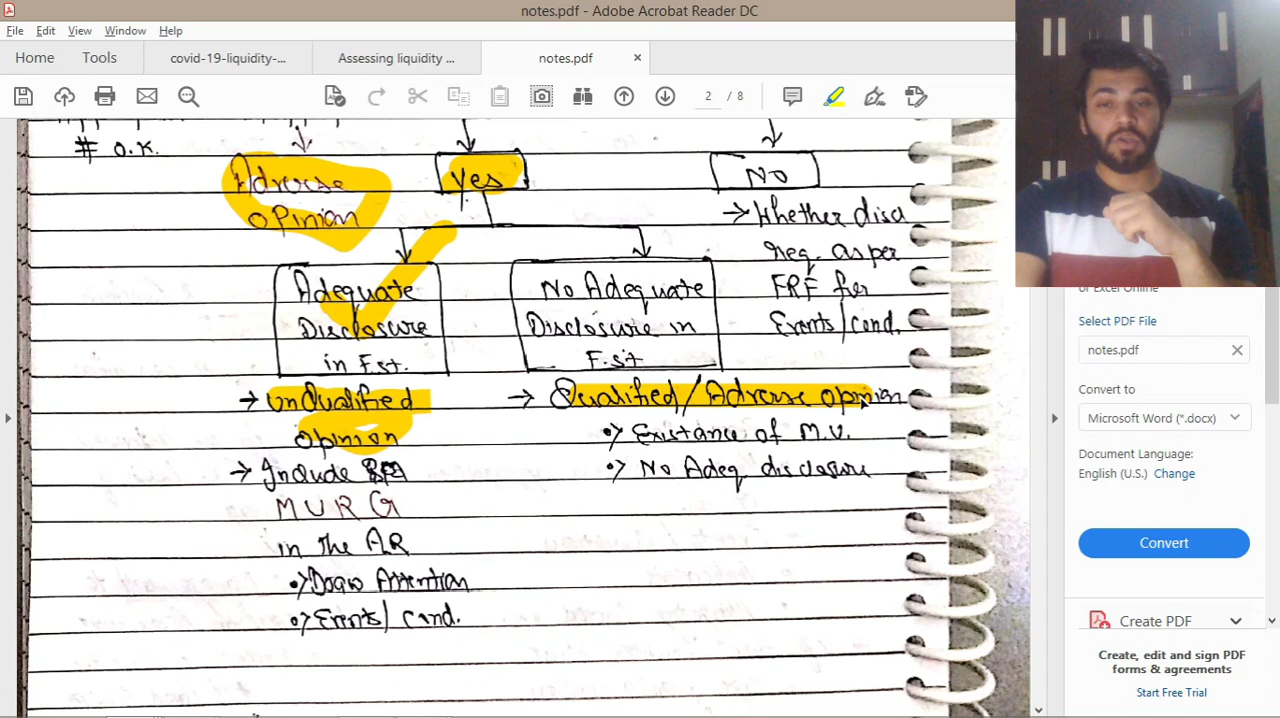 notes.pdf - Adobe Acrobat Reader DC
File Edit View Window Help
Home Tools covid-19-liquidity-... Assessing liquidity ... notes.pdf ×
2 / 8
# O.K.
Adverse
opinion
Yes
No
→ Whether disc
req. as per
FRF for
Events/cond.
Adequate
Disclosure
in F.st.
No Adequate
Disclosure in
F.st
→ UnQualified
opinion
→ Include
MURG
in the AR
•> Draw Attention
•> Events/ cond.
→ Qualified/Adverse opinion
•> Existance of M.U.
•> No Adeq disclosure
or Excel Online
Select PDF File
notes.pdf ×
Convert to
Microsoft Word (*.docx)
Document Language:
English (U.S.) Change
Convert
Create PDF
Create, edit and sign PDF
forms & agreements
Start Free Trial